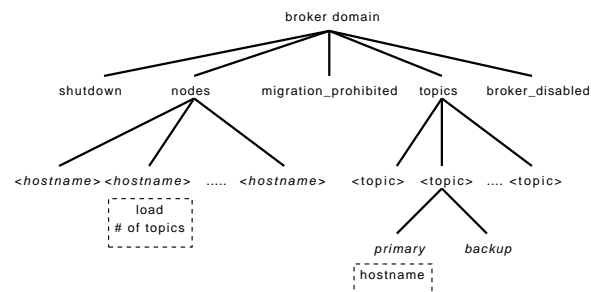 broker domain
shutdown nodes migration_prohibited topics broker_disabled
<hostname> <hostname> ..... <hostname> <topic> <topic> .... <topic>
load
# of topics
primary backup
hostname